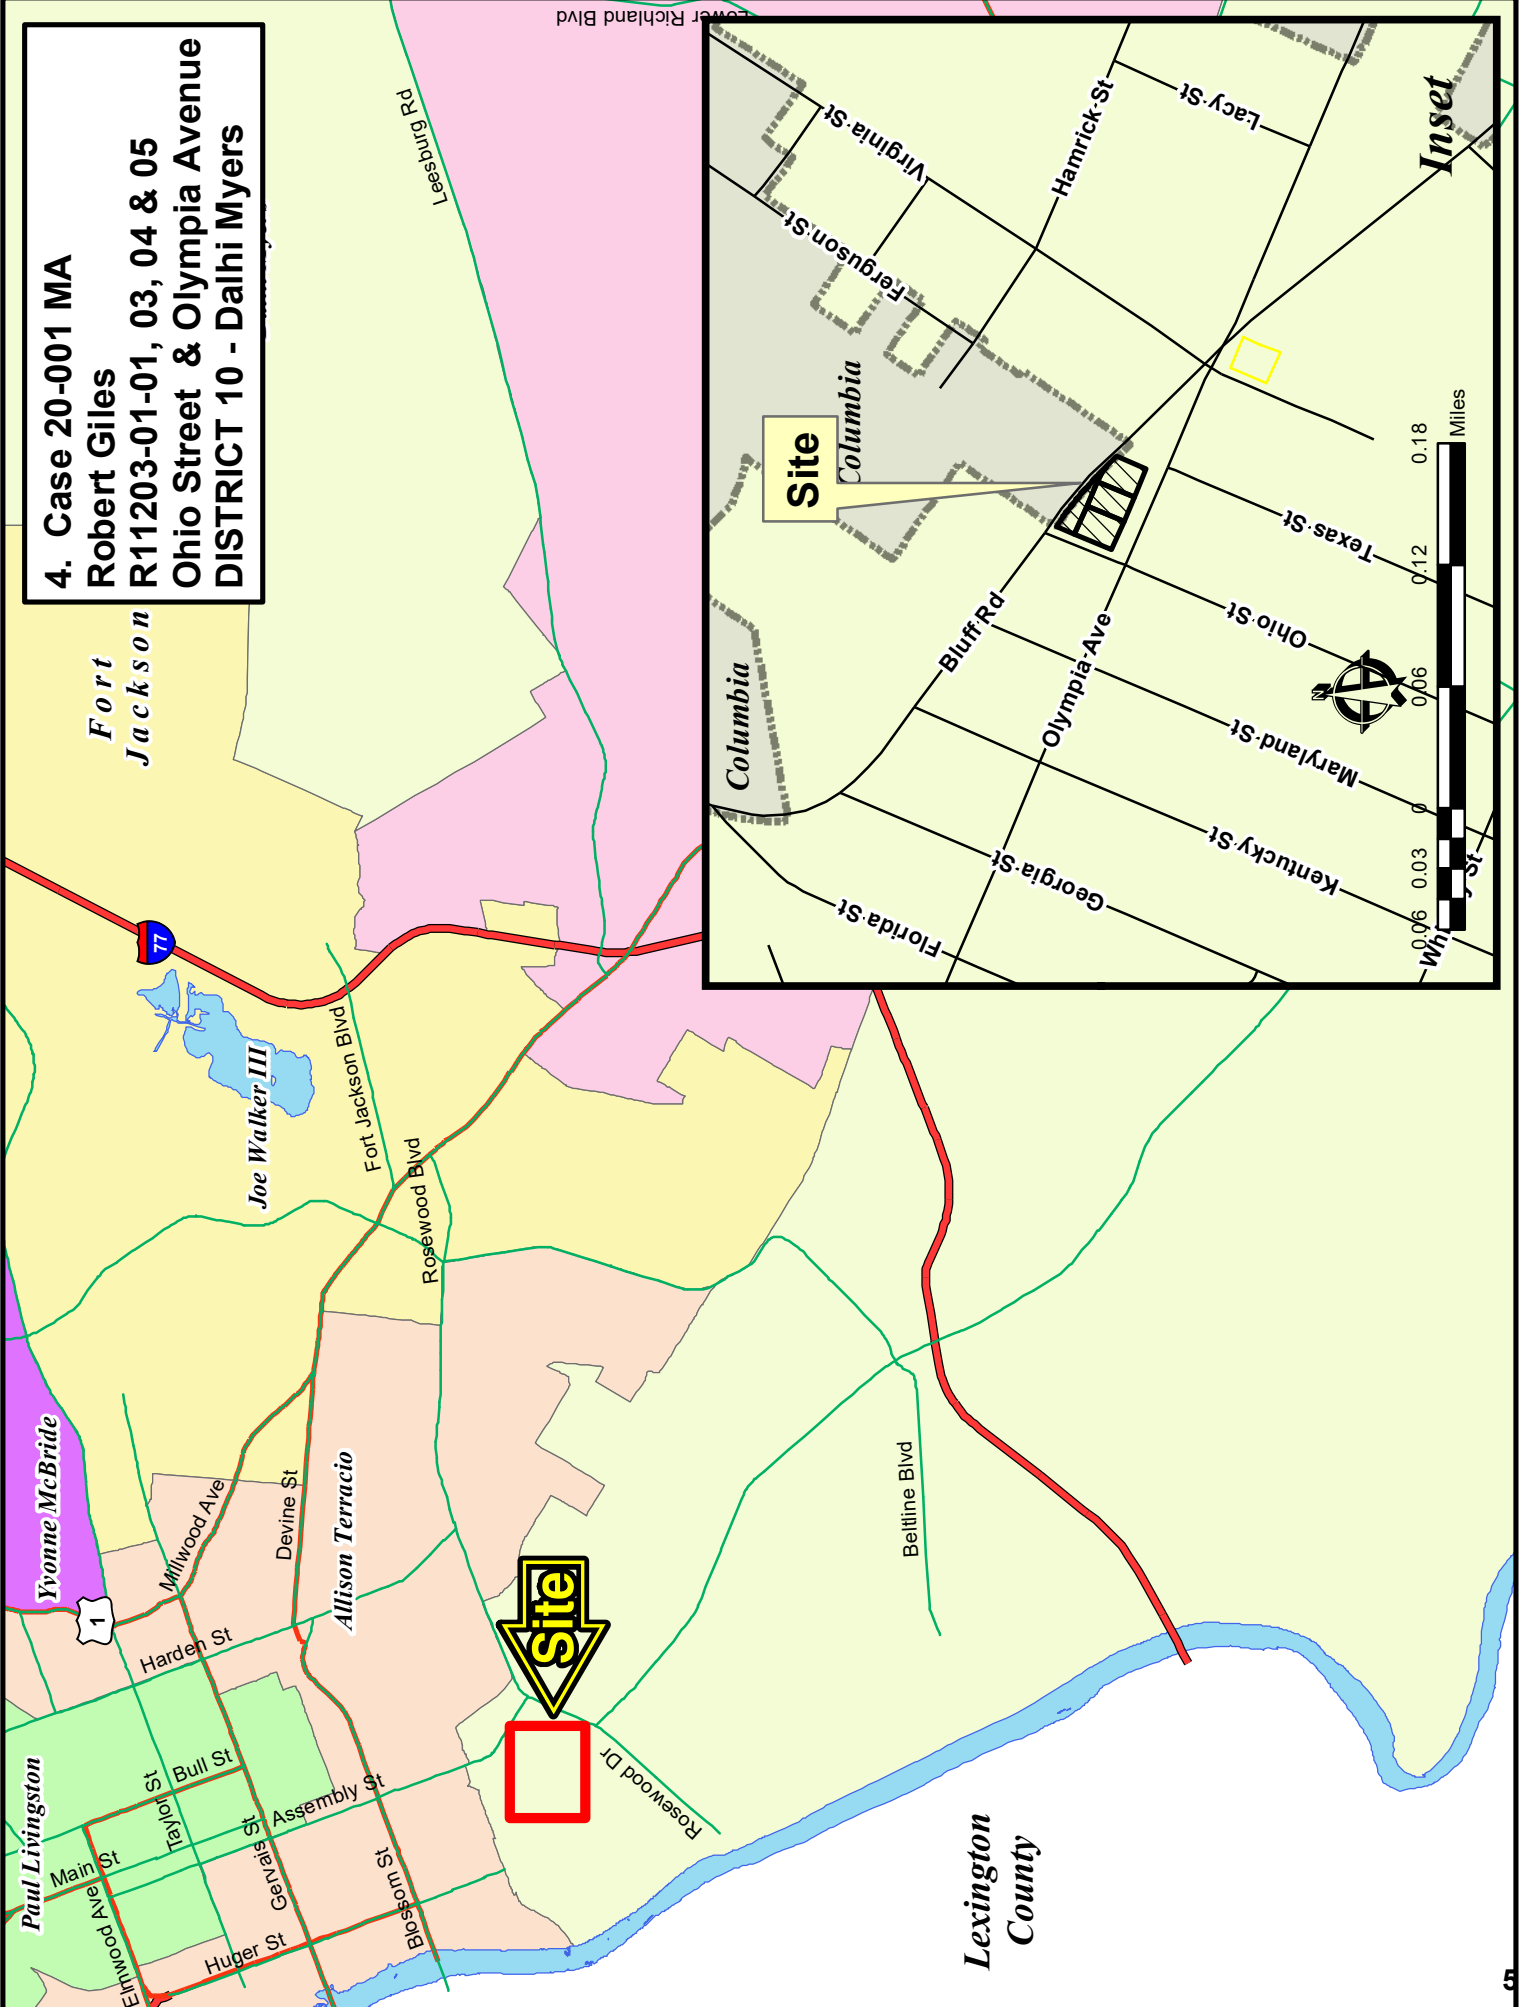 4. Case 20-001 MA
Robert Giles
R11203-01-01, 03, 04 & 05
Ohio Street & Olympia Avenue
DISTRICT 10 - Dalhi Myers
Paul Livingston
Yvonne McBride
Joe Walker III
Allison Terracio
Fort
Jackson
Lexington
County
77
1
Site
Elmwood Ave
Main St
Bull St
Taylor St
Huger St
Gervais St
Assembly St
Blossom St
Harden St
Millwood Ave
Devine St
Rosewood Dr
Rosewood Blvd
Fort Jackson Blvd
Beltline Blvd
Leesburg Rd
Lower Richland Blvd
Inset
Site
Columbia
Columbia
Florida St
Georgia St
Kentucky St
Maryland St
Ohio St
Texas St
Olympia Ave
Bluff Rd
Ferguson St
Virginia St
Hamrick St
Lacy St
N
0.06 0.03 0 0.06 0.12 0.18
Miles
5